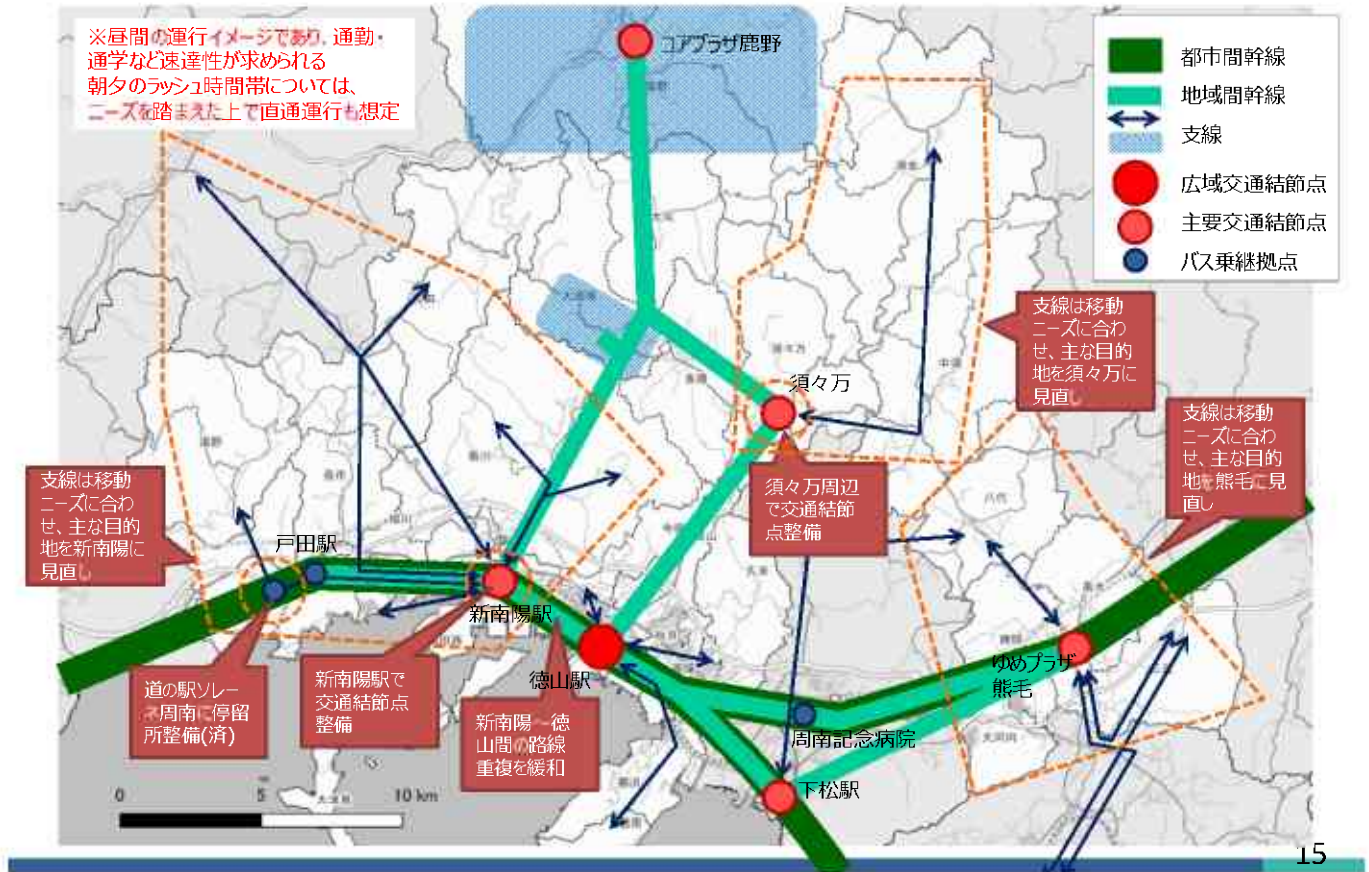 ※昼間の運行イメージであり、通勤・
通学など速達性が求められる
朝夕のラッシュ時間帯については、
ニーズを踏まえた上で直通運行も想定
コアプラザ鹿野
都市間幹線
地域間幹線
支線
広域交通結節点
主要交通結節点
バス乗継拠点
支線は移動
ニーズに合わ
せ、主な目的
地を須々万に
見直し
須々万
支線は移動
ニーズに合わ
せ、主な目的
地を熊毛に見
直し
須々万周辺
で交通結節
点整備
支線は移動
ニーズに合わ
せ、主な目的
地を新南陽に
見直し
戸田駅
新南陽駅
徳山駅
ゆめプラザ
熊毛
周南記念病院
下松駅
道の駅ソレー
ネ周南に停留
所整備(済)
新南陽駅で
交通結節点
整備
新南陽～徳
山間の路線
重複を緩和
0 5 10 km
15